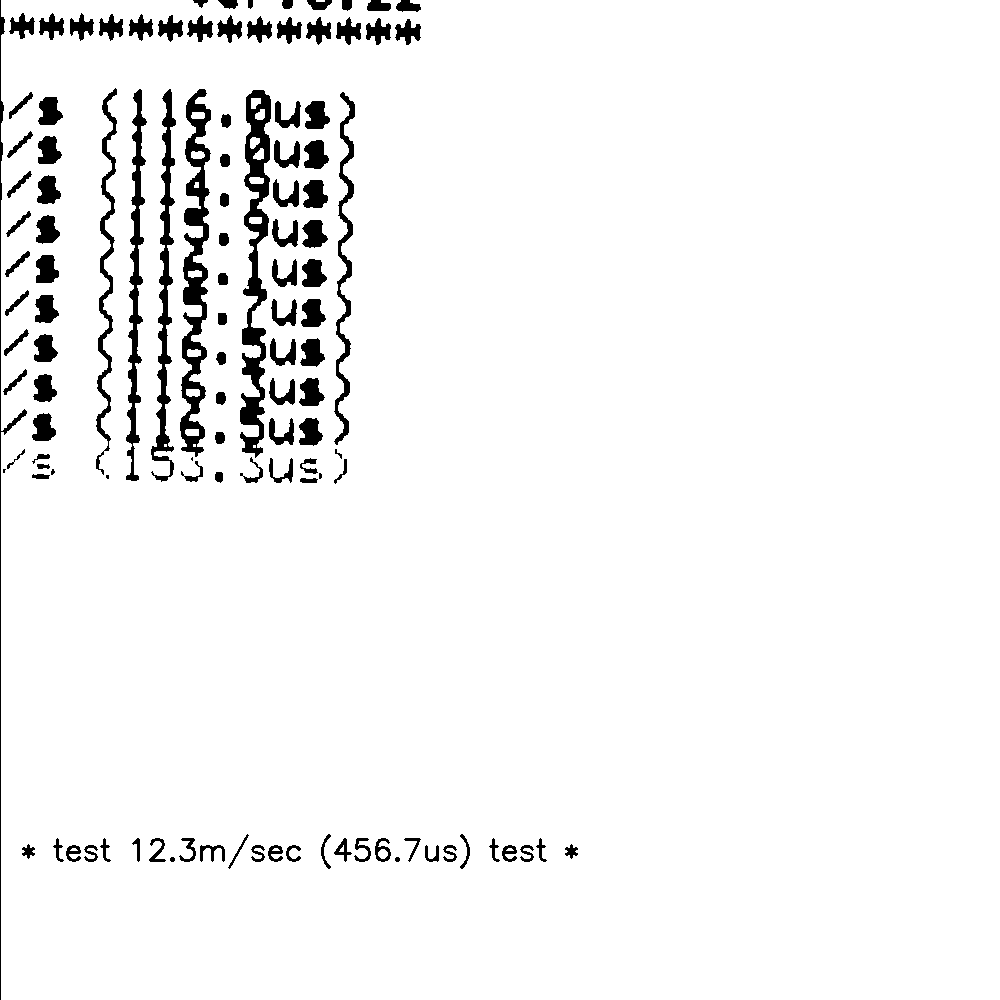 **************
/s (116.0us)
/s (116.0us)
/s (114.9us)
/s (115.9us)
/s (116.1us)
/s (115.7us)
/s (116.5us)
/s (116.3us)
/s (116.5us)
/s (153.3us)
* test 12.3m/sec (456.7us) test *